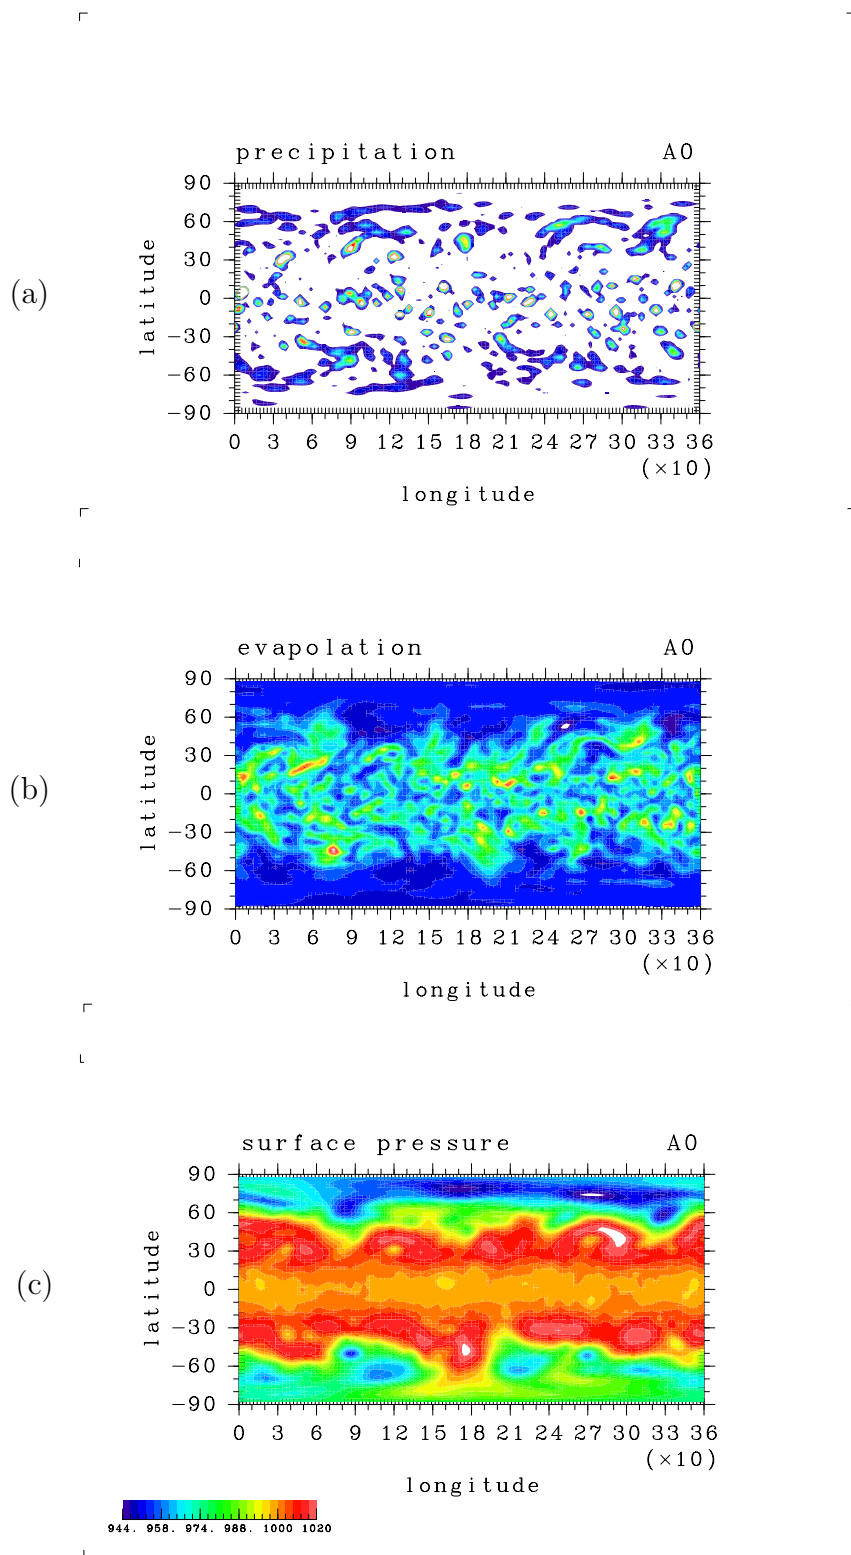 precipitation A0
90
60
30
(a)
latitude
0
−30
−60
−90
0 3 6 9 12 15 18 21 24 27 30 33 36
(×10)
longitude
evapolation A0
90
60
30
(b)
latitude
0
−30
−60
−90
0 3 6 9 12 15 18 21 24 27 30 33 36
(×10)
longitude
surface pressure A0
90
60
30
(c)
latitude
0
−30
−60
−90
0 3 6 9 12 15 18 21 24 27 30 33 36
(×10)
longitude
944. 958. 974. 988. 1000 1020